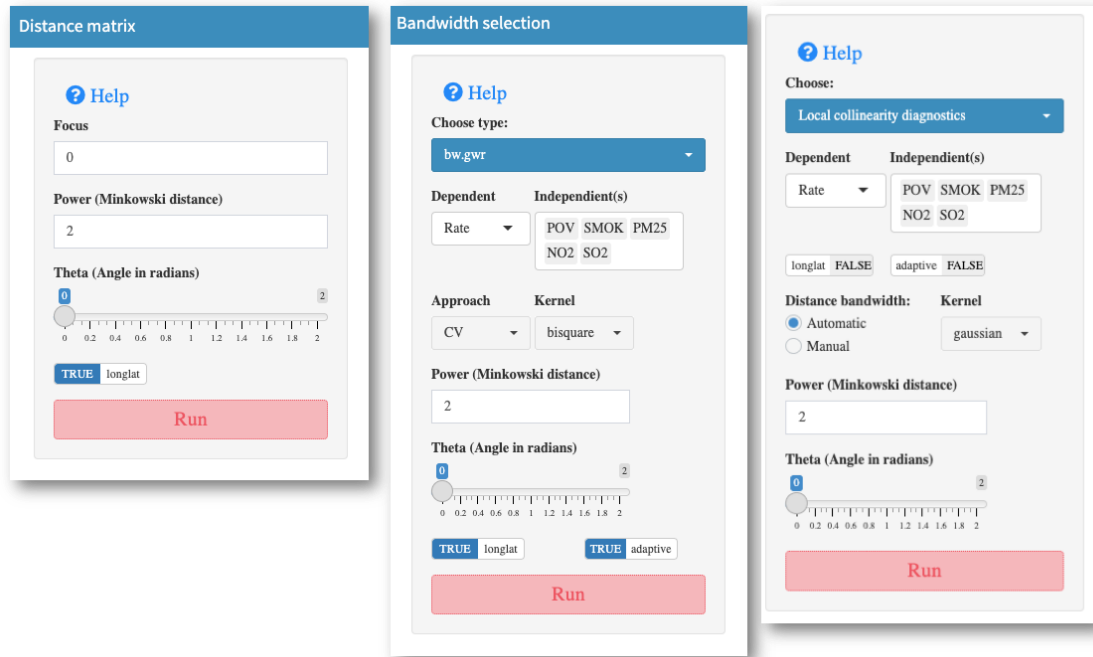 Distance matrix
Help
Focus
0
Power (Minkowski distance)
2
Theta (Angle in radians)
0 2
0 0.2 0.4 0.6 0.8 1 1.2 1.4 1.6 1.8 2
TRUE longlat
Run
Bandwidth selection
Help
Choose type:
bw.gwr
Dependent Independient(s)
Rate POV SMOK PM25
NO2 SO2
Approach Kernel
CV bisquare
Power (Minkowski distance)
2
Theta (Angle in radians)
0 2
0 0.2 0.4 0.6 0.8 1 1.2 1.4 1.6 1.8 2
TRUE longlat TRUE adaptive
Run
Help
Choose:
Local collinearity diagnostics
Dependent Independent(s)
Rate POV SMOK PM25
NO2 SO2
longlat FALSE adaptive FALSE
Distance bandwidth: Kernel
Automatic gaussian
Manual
Power (Minkowski distance)
2
Theta (Angle in radians)
0 2
0 0.2 0.4 0.6 0.8 1 1.2 1.4 1.6 1.8 2
Run